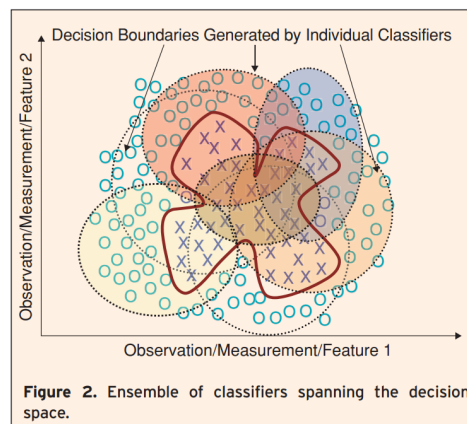 Decision Boundaries Generated by Individual Classifiers
Observation/Measurement/Feature 2
Observation/Measurement/Feature 1
Figure 2. Ensemble of classifiers spanning the decision
space.